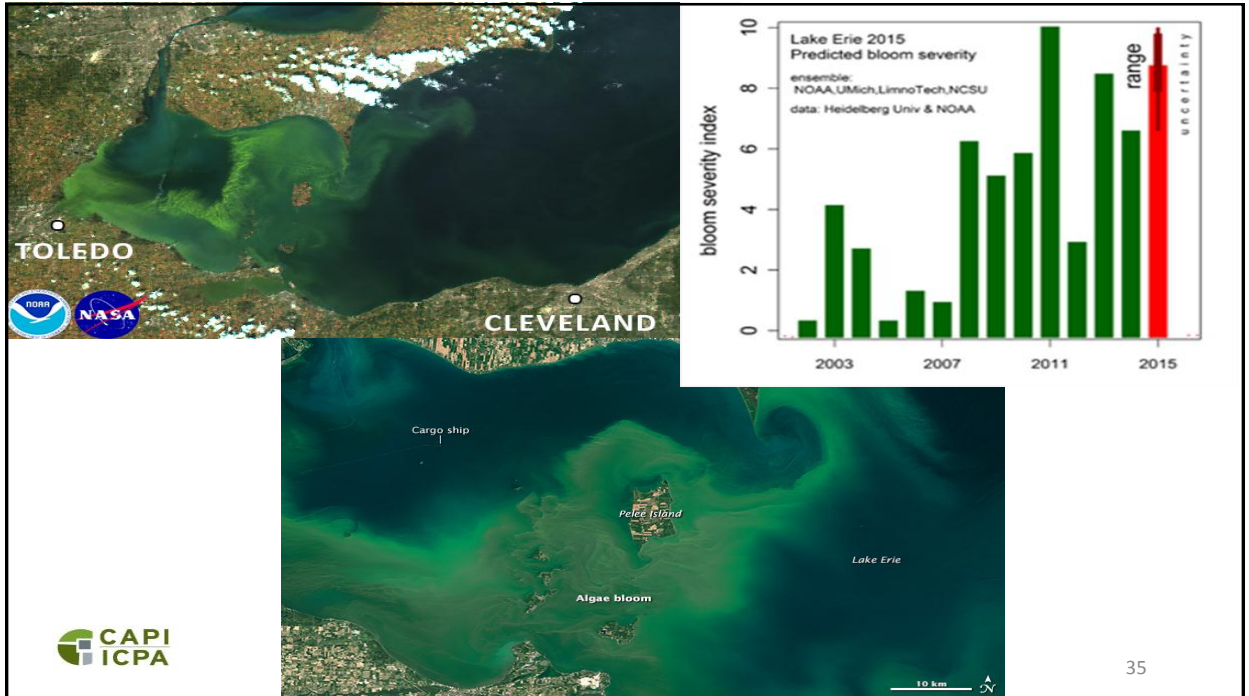 TOLEDO
NOAA
NASA
CLEVELAND
Lake Erie 2015
Predicted bloom severity
ensemble:
NOAA,UMich,LimnoTech,NCSU
data: Heidelberg Univ & NOAA
range
uncertainty
bloom severity index
10
8
6
4
2
0
2003
2007
2011
2015
Cargo ship
Pelee Island
Lake Erie
Algae bloom
10 km
N
CAPI
ICPA
35